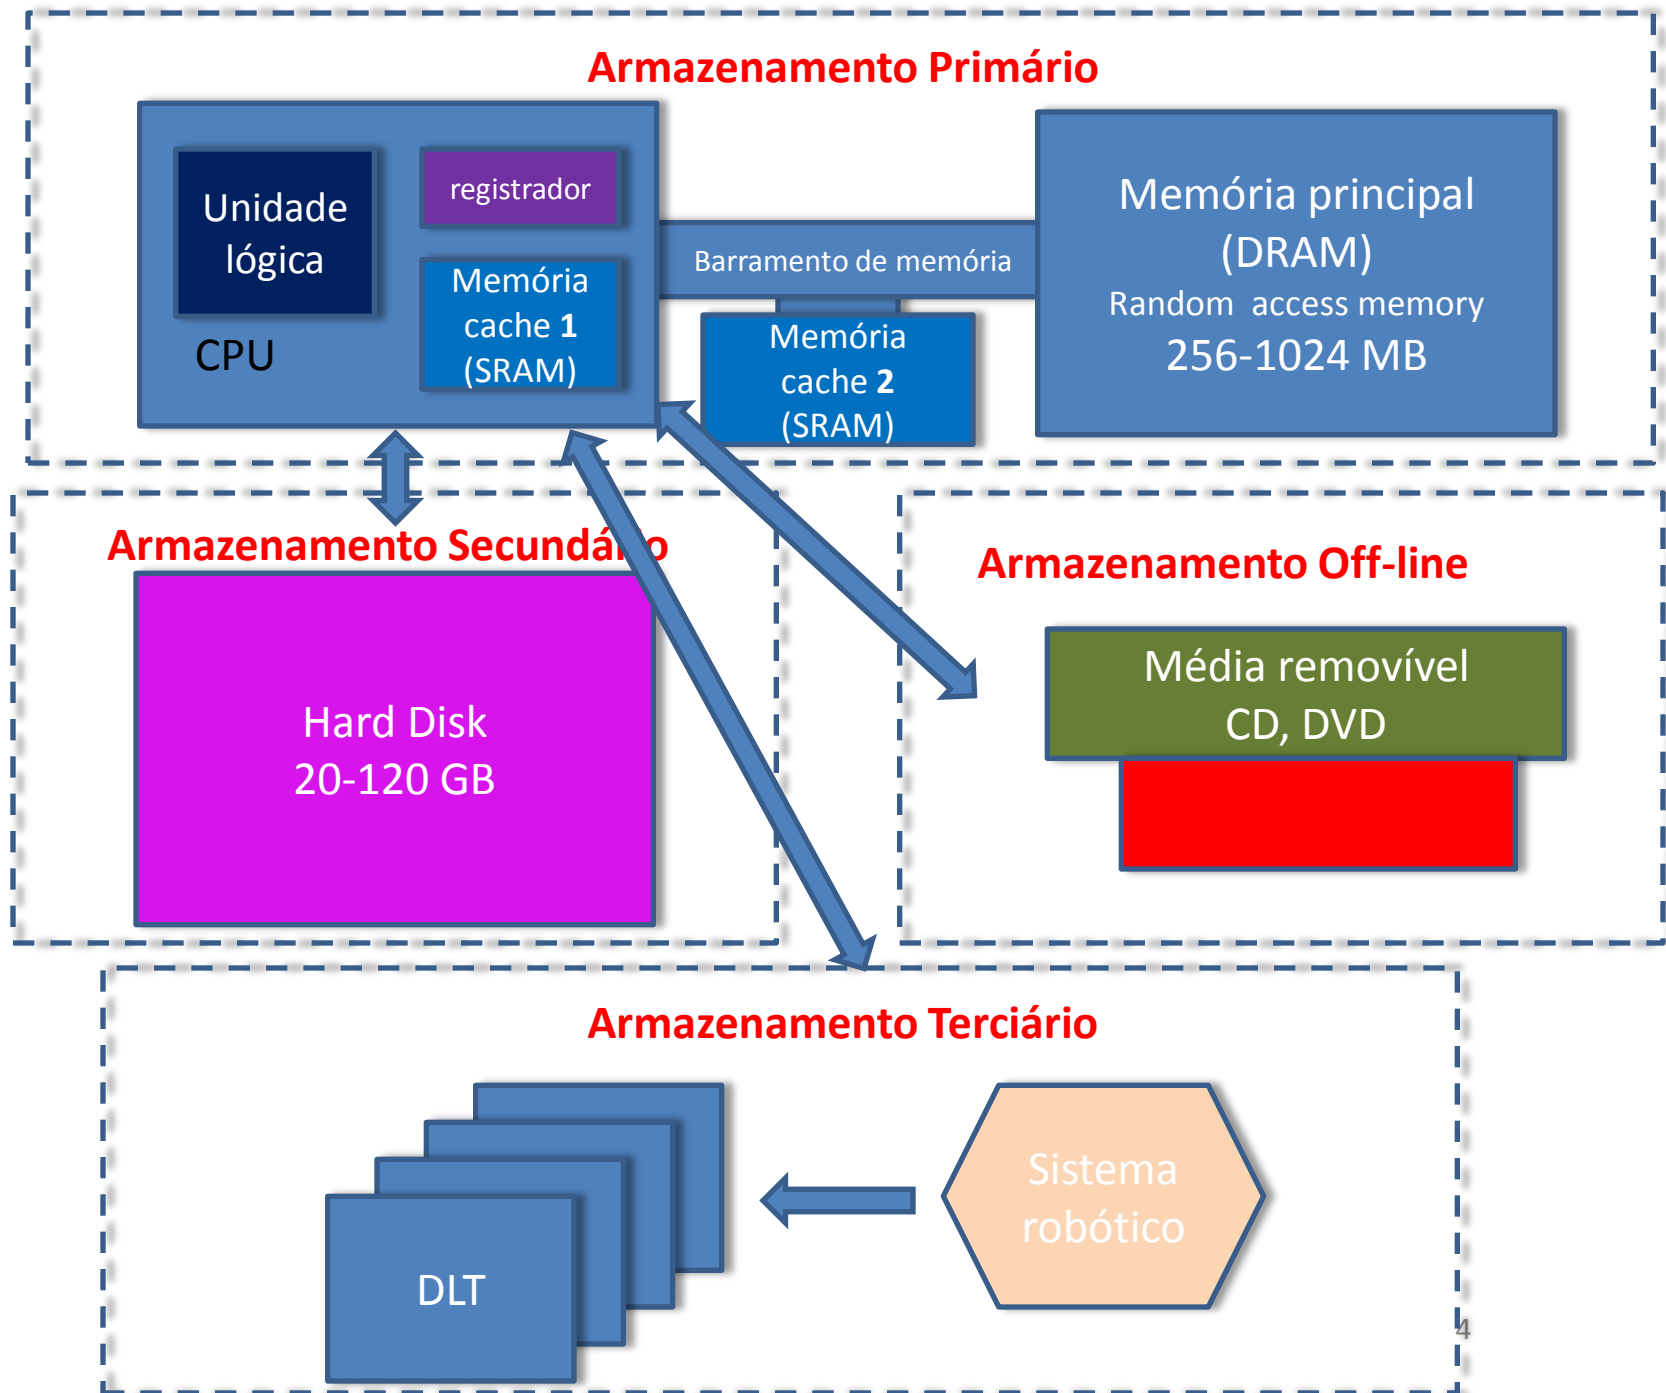 Armazenamento Primário
Unidade
lógica
CPU
registrador
Memória
cache 1
(SRAM)
Barramento de memória
Memória
cache 2
(SRAM)
Memória principal
(DRAM)
Random access memory
256-1024 MB
Armazenamento Secundário
Hard Disk
20-120 GB
Armazenamento Off-line
Média removível
CD, DVD
Armazenamento Terciário
DLT
Sistema
robótico
4